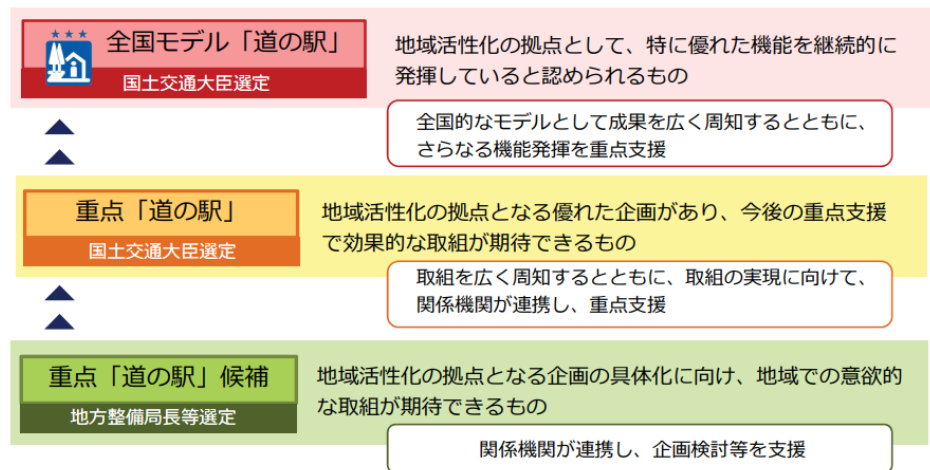 全国モデル「道の駅」
国土交通大臣選定
地域活性化の拠点として、特に優れた機能を継続的に
発揮していると認められるもの
全国的なモデルとして成果を広く周知するとともに、
さらなる機能発揮を重点支援
重点「道の駅」
国土交通大臣選定
地域活性化の拠点となる優れた企画があり、今後の重点支援
で効果的な取組が期待できるもの
取組を広く周知するとともに、取組の実現に向けて、
関係機関が連携し、重点支援
重点「道の駅」候補
地方整備局長等選定
地域活性化の拠点となる企画の具体化に向け、地域での意欲的
な取組が期待できるもの
関係機関が連携し、企画検討等を支援